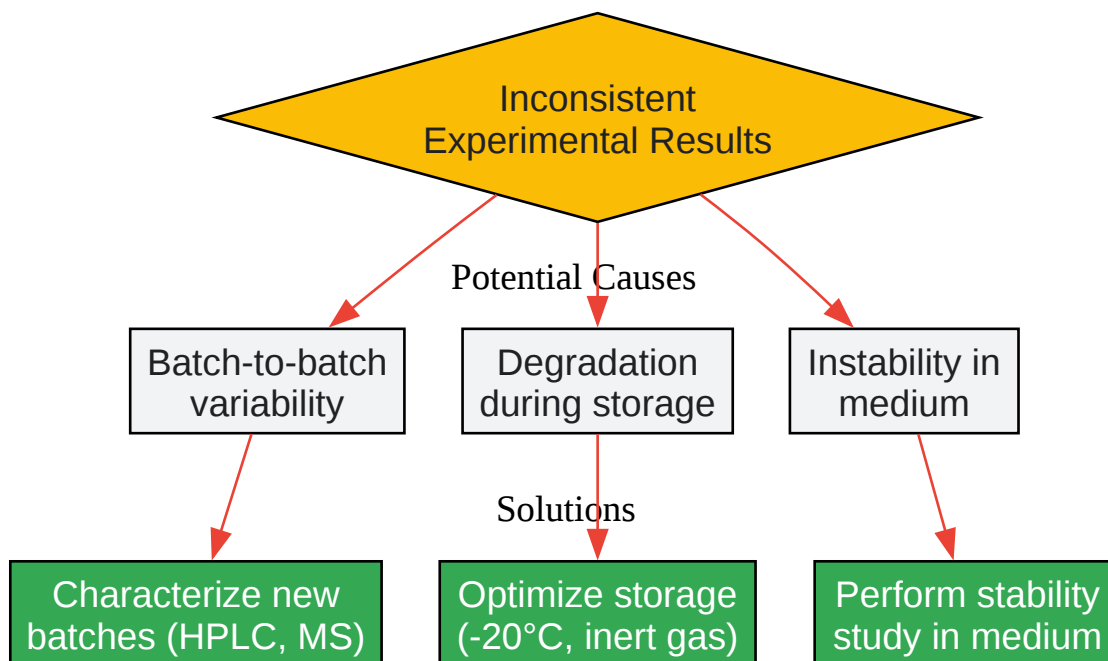 Inconsistent
Experimental Results
Potential Causes
Batch-to-batch
variability
Degradation
during storage
Instability in
medium
Solutions
Characterize new
batches (HPLC, MS)
Optimize storage
(-20°C, inert gas)
Perform stability
study in medium